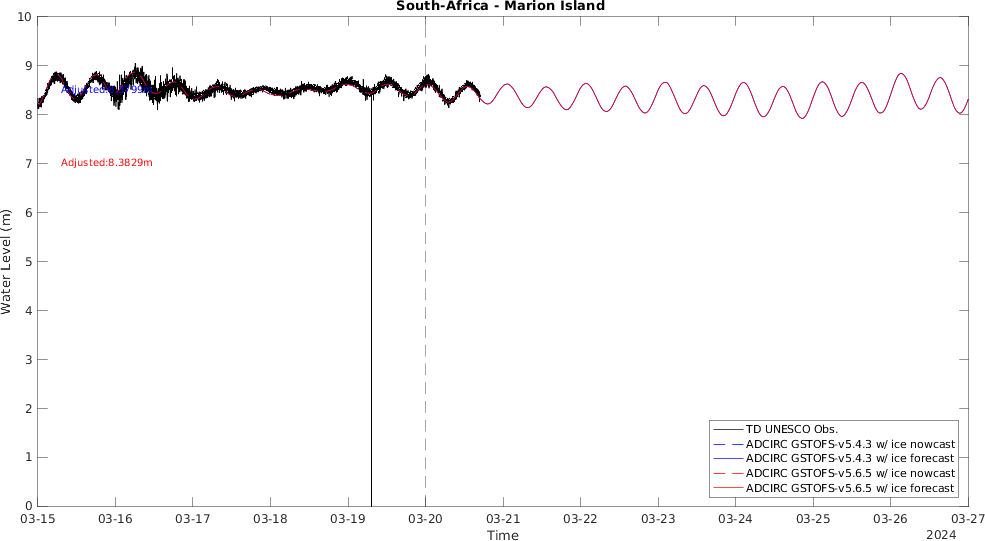 South-Africa - Marion Island
10
9
8
7
6
5
4
3
2
1
0
Water Level (m)
Adjusted:8.3829m
TD UNESCO Obs.
ADCIRC GSTOFS-v5.4.3 w/ ice nowcast
ADCIRC GSTOFS-v5.4.3 w/ ice forecast
ADCIRC GSTOFS-v5.6.5 w/ ice nowcast
ADCIRC GSTOFS-v5.6.5 w/ ice forecast
03-15 03-16 03-17 03-18 03-19 03-20 03-21 03-22 03-23 03-24 03-25 03-26 03-27
Time
2024